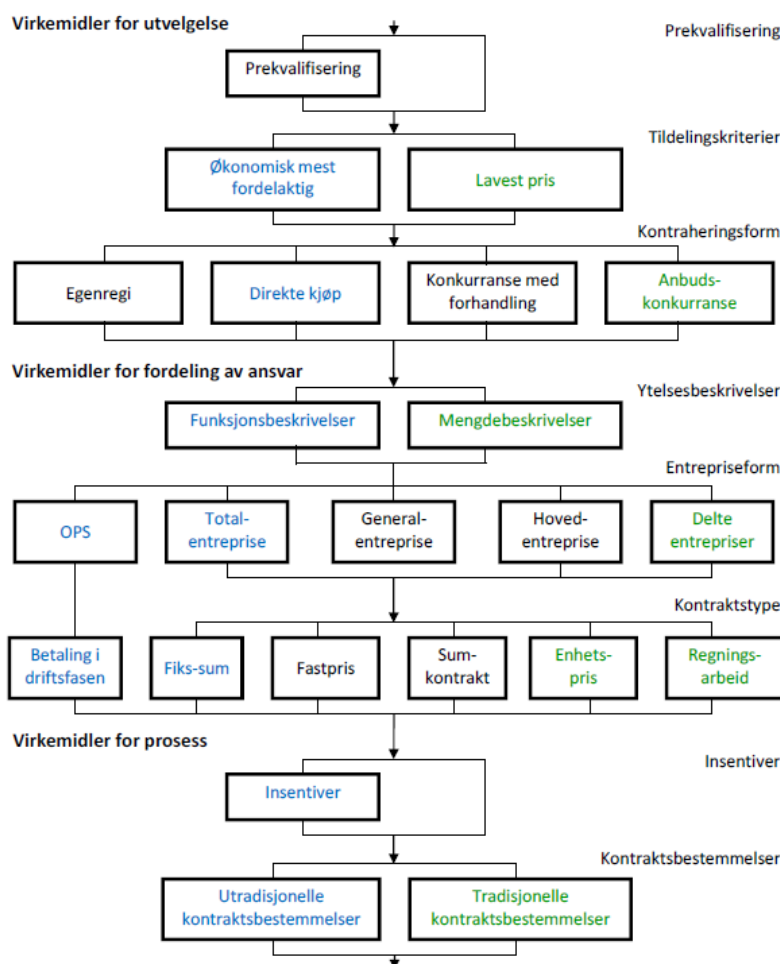 Virkemidler for utvelgelse
Prekvalifisering
Prekvalifisering
Tildelingskriterier
Økonomisk mest
fordelaktig
Lavest pris
Kontraheringsform
Egenregi
Direkte kjøp
Konkurranse med
forhandling
Anbuds-
konkurranse
Virkemidler for fordeling av ansvar
Ytelsesbeskrivelser
Funksjonsbeskrivelser
Mengdebeskrivelser
Entrepriseform
OPS
Total-
entreprise
General-
entreprise
Hoved-
entreprise
Delte
entrepriser
Kontraktstype
Betaling i
driftsfasen
Fiks-sum
Fastpris
Sum-
kontrakt
Enhets-
pris
Regnings-
arbeid
Virkemidler for prosess
Insentiver
Insentiver
Kontraktsbestemmelser
Utradisjonelle
kontraktsbestemmelser
Tradisjonelle
kontraktsbestemmelser